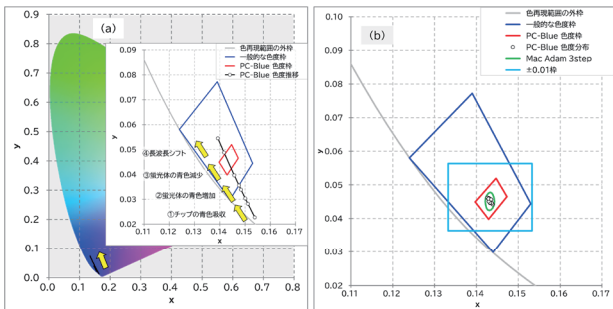 (a)
色再現範囲の外枠
一般的な色度枠
PC-Blue 色度枠
PC-Blue 色度推移
④長波長シフト
③蛍光体の青色減少
②蛍光体の青色増加
①チップの青色吸収
0.10
0.09
0.08
0.07
0.06
0.05
0.04
0.03
0.02
0.11 0.12 0.13 0.14 0.15 0.16 0.17
x
y
0.9
0.8
0.7
0.6
0.5
0.4
0.3
0.2
0.1
0.0
0.0 0.1 0.2 0.3 0.4 0.5 0.6 0.7 0.8
x
y
(b)
色再現範囲の外枠
一般的な色度枠
PC-Blue 色度枠
PC-Blue 色度分布
Mac Adam 3step
±0.01枠
0.10
0.09
0.08
0.07
0.06
0.05
0.04
0.03
0.02
0.11 0.12 0.13 0.14 0.15 0.16 0.17
x
y